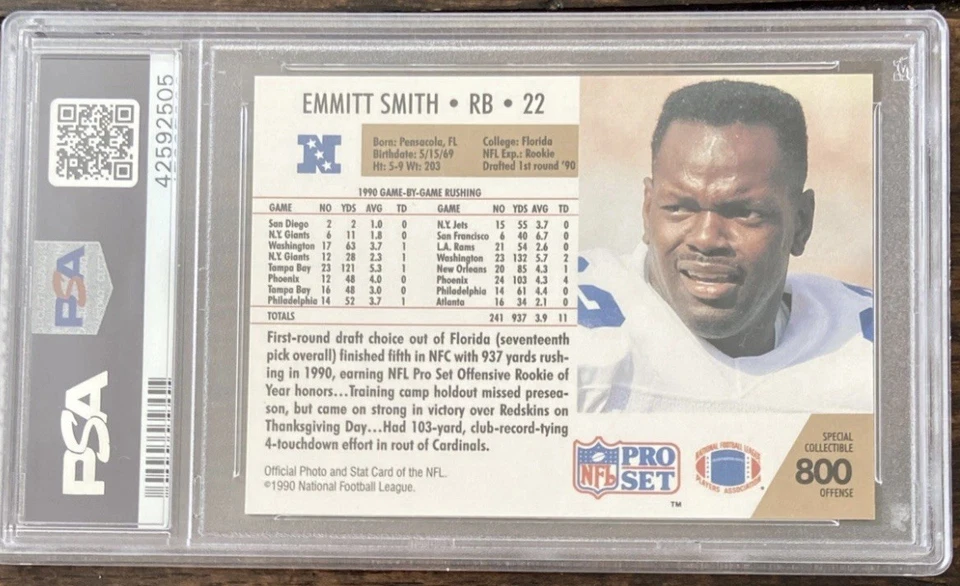 PSA
42592505
PSA
EMMITT SMITH • RB • 22
Born: Pensacola, FL
Birthdate: 5/15/69
Ht: 5-9 Wt: 203
College: Florida
NFL Exp.: Rookie
Drafted 1st round '90
1990 GAME-BY-GAME RUSHING
GAME NO YDS AVG TD GAME NO YDS AVG TD
San Diego 2 2 1.0 0 N.Y. Jets 15 55 3.7 0
N.Y. Giants 6 11 1.8 0 San Francisco 6 40 6.7 0
Washington 17 63 3.7 1 L.A. Rams 21 54 2.6 0
N.Y. Giants 12 28 2.3 1 Washington 23 132 5.7 2
Tampa Bay 23 121 5.3 1 New Orleans 20 85 4.3 1
Phoenix 12 48 4.0 0 Phoenix 24 103 4.3 4
Tampa Bay 16 48 3.0 0 Philadelphia 14 61 4.4 0
Philadelphia 14 52 3.7 1 Atlanta 16 34 2.1 0
TOTALS 241 937 3.9 11
First-round draft choice out of Florida (seventeenth
pick overall) finished fifth in NFC with 937 yards rush-
ing in 1990, earning NFL Pro Set Offensive Rookie of
Year honors...Training camp holdout missed presea-
son, but came on strong in victory over Redskins on
Thanksgiving Day...Had 103-yard, club-record-tying
4-touchdown effort in rout of Cardinals.
Official Photo and Stat Card of the NFL.
©1990 National Football League.
NFL PRO
SET
TM
NATIONAL FOOTBALL LEAGUE
PLAYERS ASSOCIATION
SPECIAL
COLLECTIBLE
800
OFFENSE